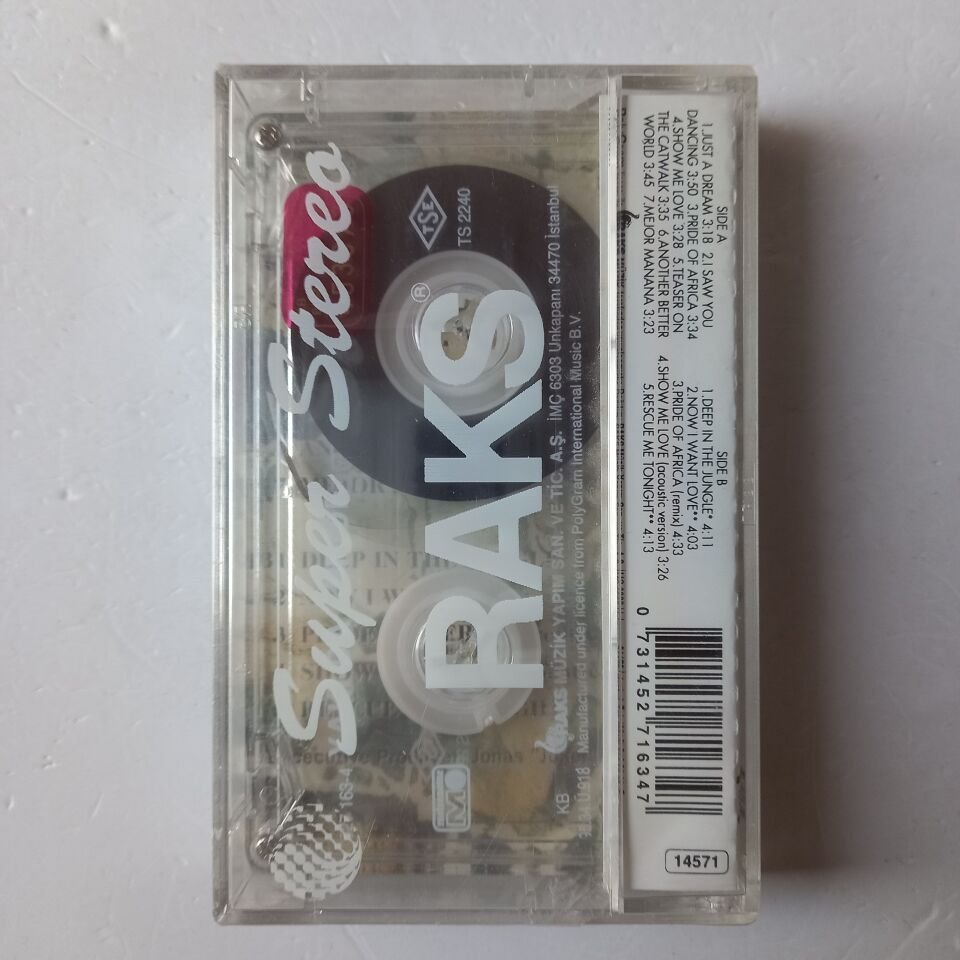 SIDE A
1.JUST A DREAM 3:18 2.I SAW YOU
DANCING 3:50 3.PRIDE OF AFRICA 3:34
4.SHOW ME LOVE 3:28 5.TEASER ON
THE CATWALK 3:35 6.ANOTHER BETTER
WORLD 3:45 7.MEJOR MANANA 3:23
SIDE B
1.DEEP IN THE JUNGLE* 4:11
2.NOW I WANT LOVE** 4:03
3.PRIDE OF AFRICA (remix) 4:33
4.SHOW ME LOVE (acoustic version) 3:26
5.RESCUE ME TONIGHT** 4:13
0 731452 716347
14571
Super Stereo
RAKS®
TSE
TS 2240
RAKS MÜZİK YAPIM SAN. VE TİC. A.Ş. İMÇ 6303 Unkapanı 34470 İstanbul
KB Manufactured under licence from PolyGram International Music B.V.
DEEP IN THE